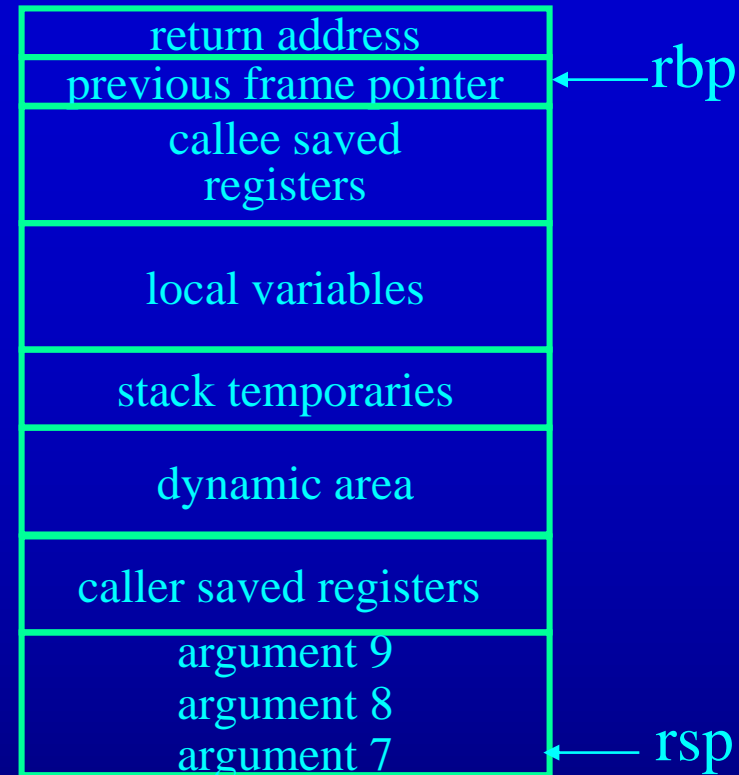 return address
previous frame pointer
rbp
callee saved
registers
local variables
stack temporaries
dynamic area
caller saved registers
argument 9
argument 8
argument 7
rsp